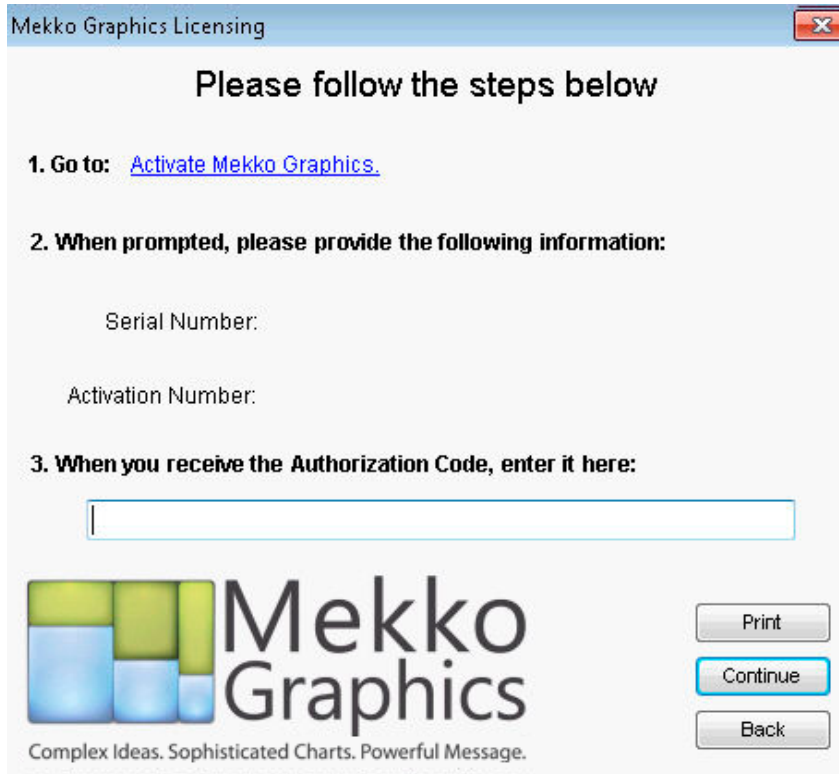 Mekko Graphics Licensing
Please follow the steps below
1. Go to: Activate Mekko Graphics.
2. When prompted, please provide the following information:
Serial Number:
Activation Number:
3. When you receive the Authorization Code, enter it here:
Mekko
Graphics
Complex Ideas. Sophisticated Charts. Powerful Message.
Print
Continue
Back